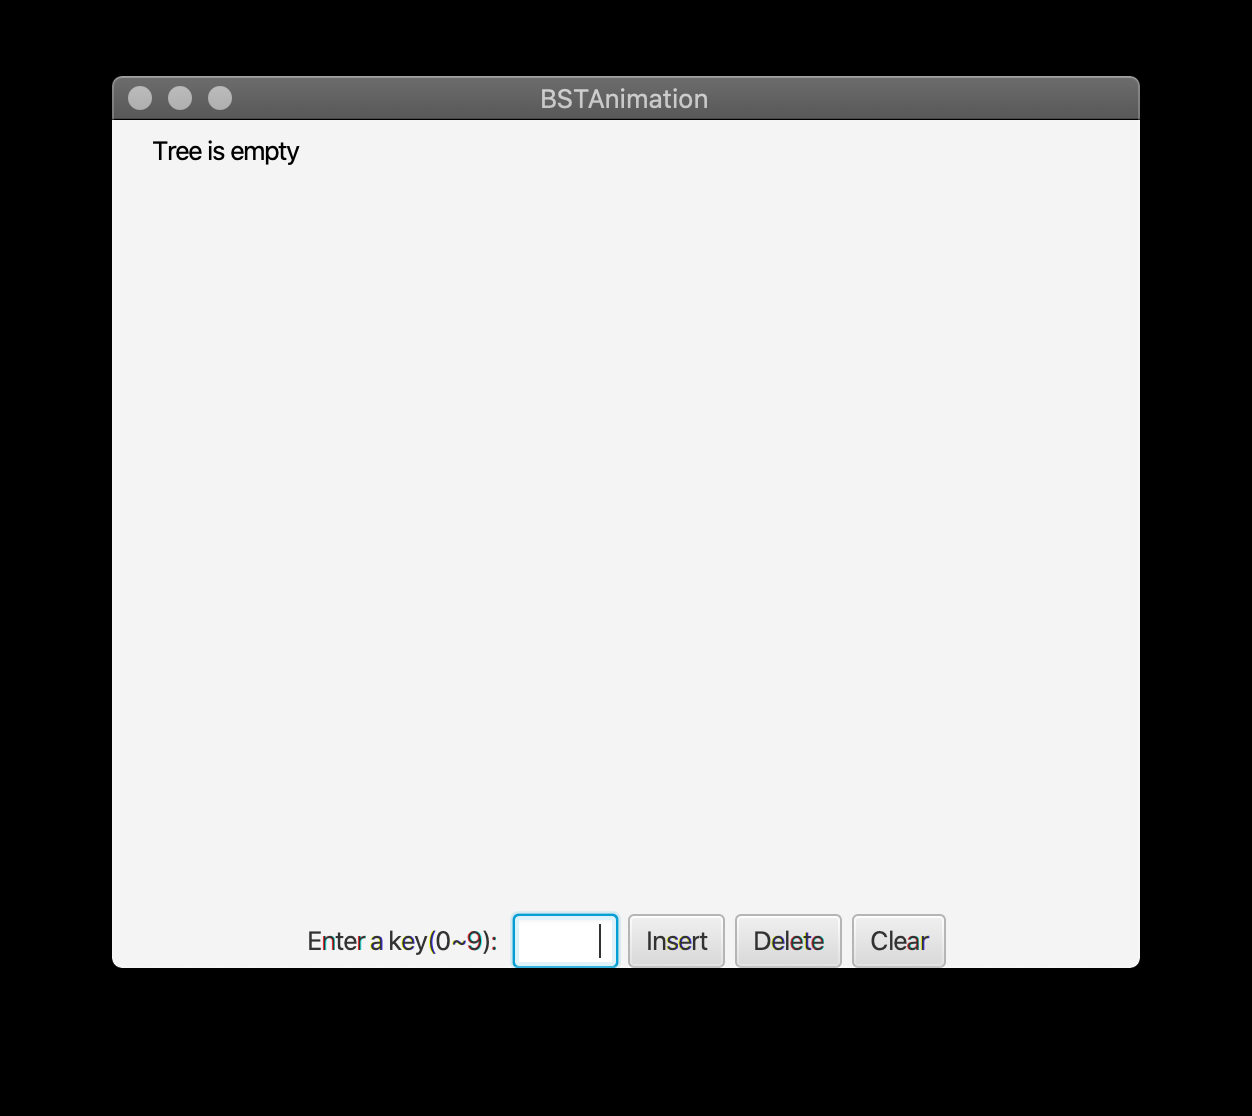 BSTAnimation
Tree is empty
Enter a key(0~9): Insert Delete Clear